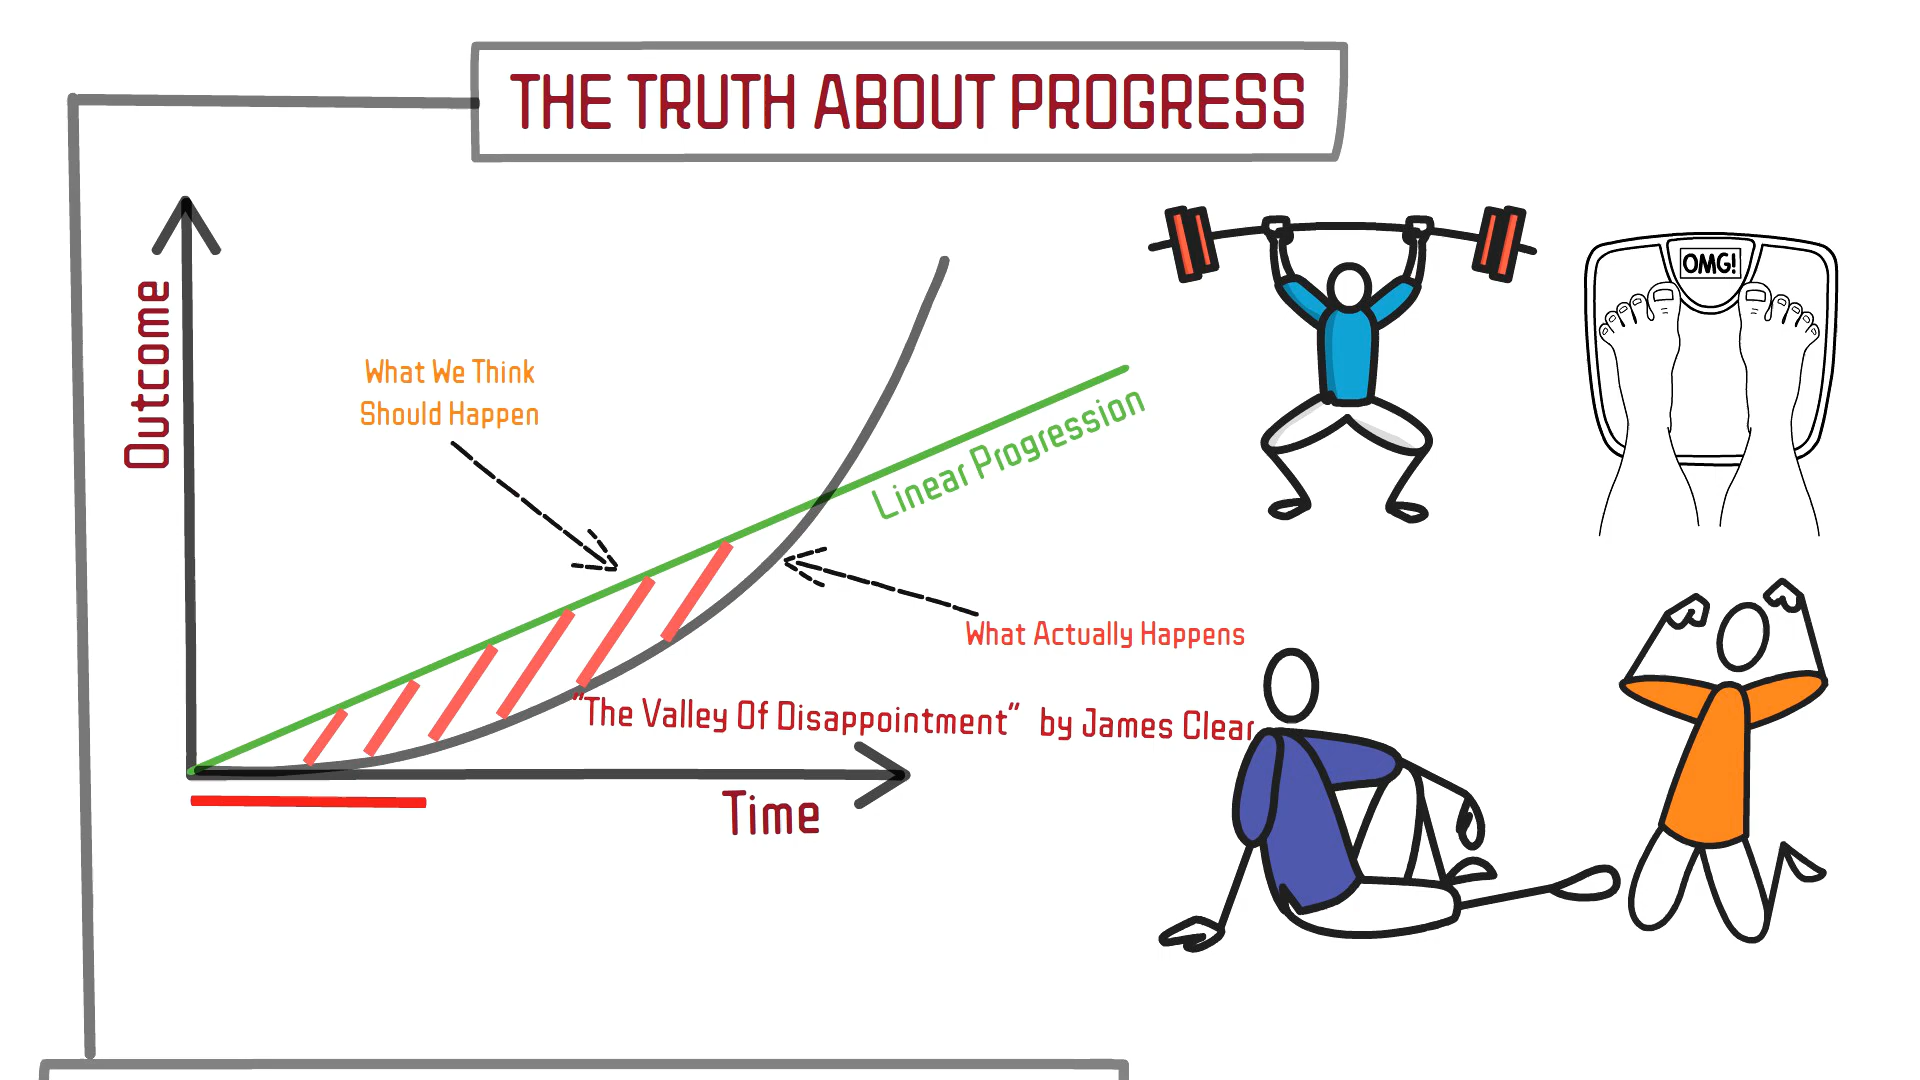 THE TRUTH ABOUT PROGRESS
Outcome
What We Think
Should Happen
Linear Progression
What Actually Happens
"The Valley Of Disappointment" by James Clear
Time
OMG!